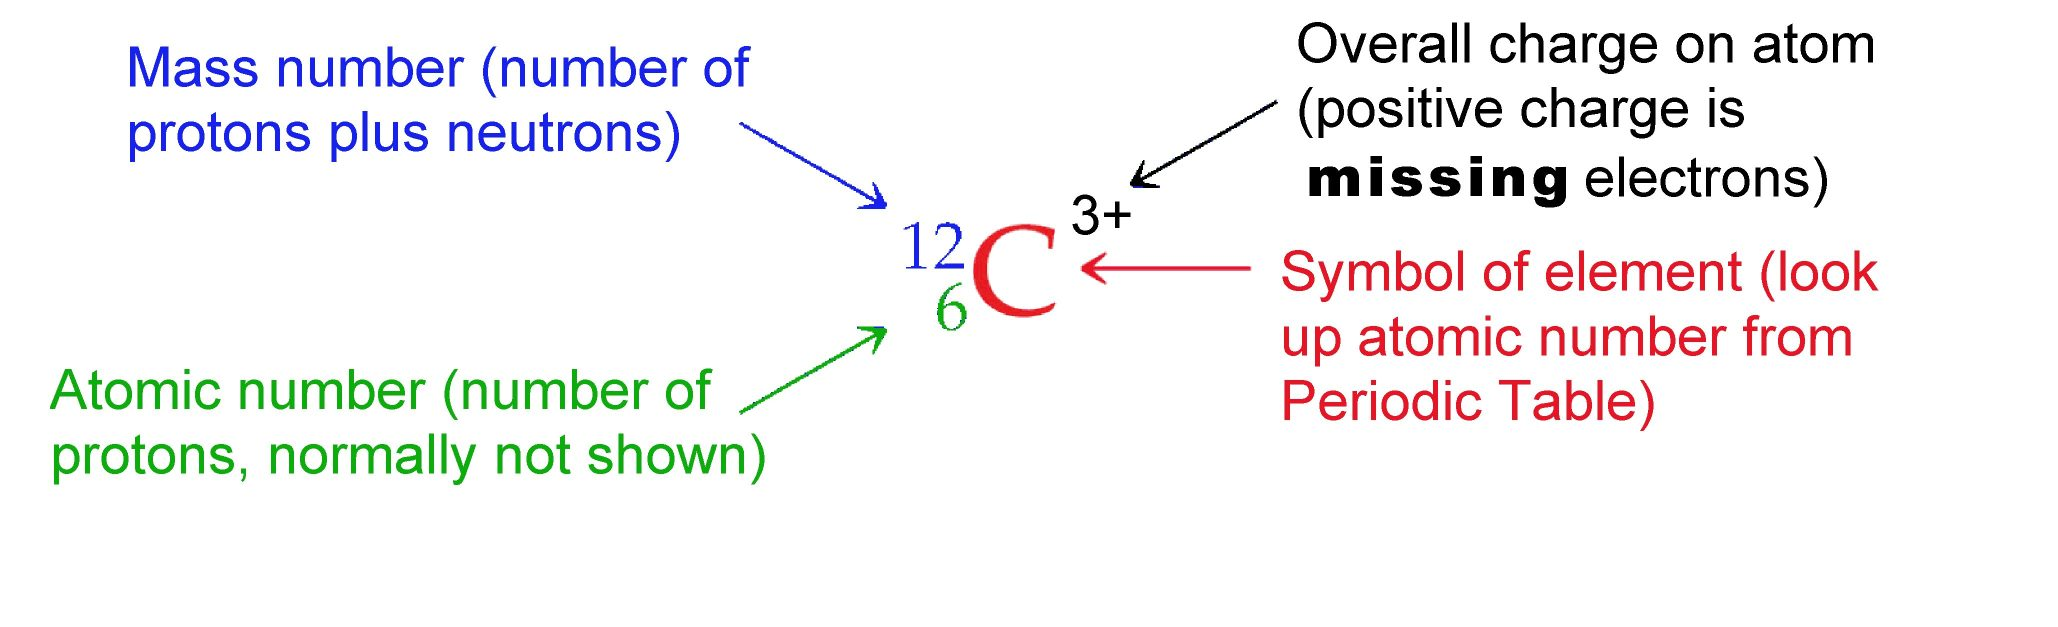 Mass number (number of
protons plus neutrons)
Overall charge on atom
(positive charge is
missing electrons)
12
6
C
3+
Symbol of element (look
up atomic number from
Periodic Table)
Atomic number (number of
protons, normally not shown)